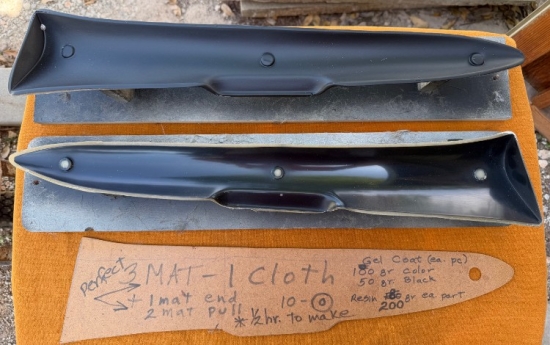 perfect 3 MAT-1 Cloth
+ 1 mat end
2 mat pull
10-0
* 1/2 hr. to make
Gel Coat (ea. pc)
100 gr color
50 gr Black
Resin gr ea part
200